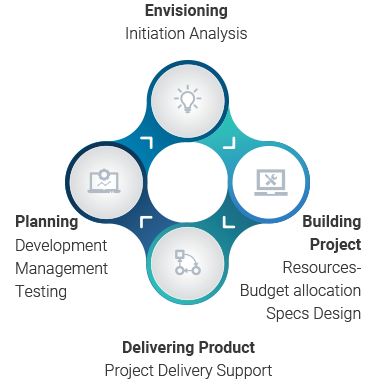 Envisioning
Initiation Analysis
Planning
Development
Management
Testing
Building
Project
Resources-
Budget allocation
Specs Design
Delivering Product
Project Delivery Support